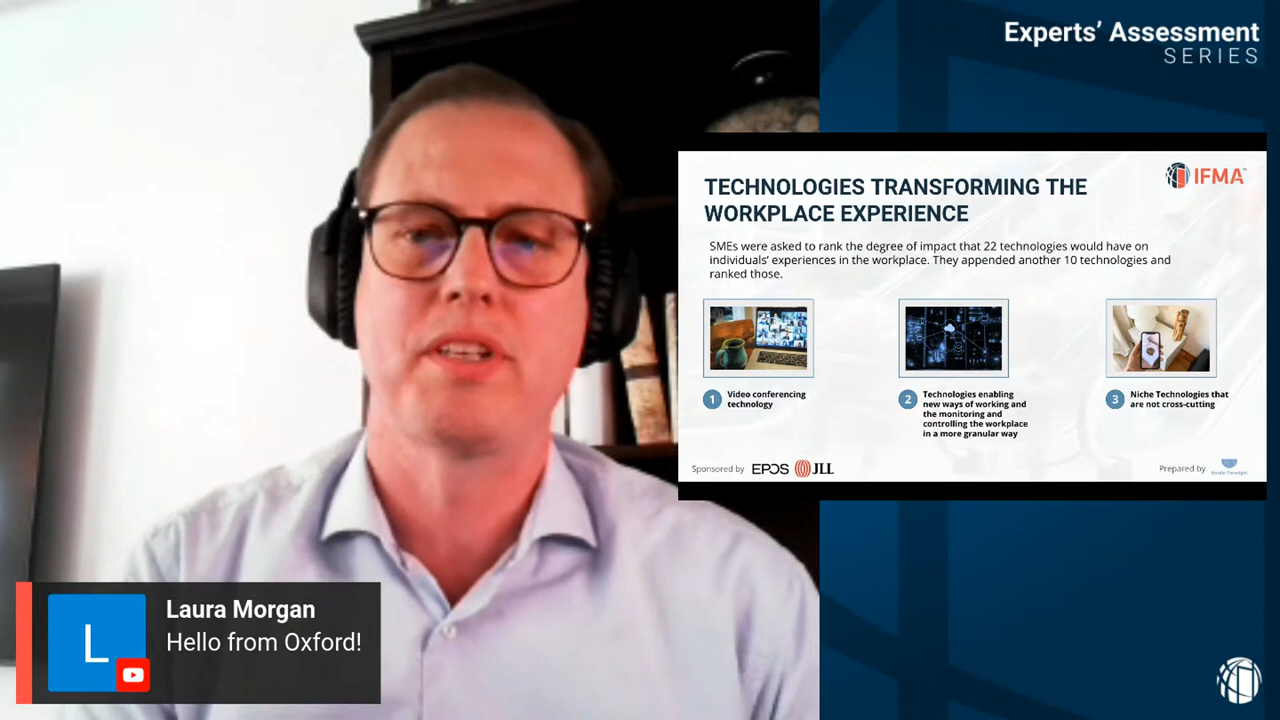 Experts’ Assessment
SERIES
IFMA™
TECHNOLOGIES TRANSFORMING THE
WORKPLACE EXPERIENCE
SMEs were asked to rank the degree of impact that 22 technologies would have on
individuals’ experiences in the workplace. They appended another 10 technologies and
ranked those.
1 Video conferencing
technology
2 Technologies enabling
new ways of working and
the monitoring and
controlling the workplace
in a more granular way
3 Niche Technologies that
are not cross-cutting
Sponsored by EPOS JLL
Prepared by
L
Laura Morgan
Hello from Oxford!